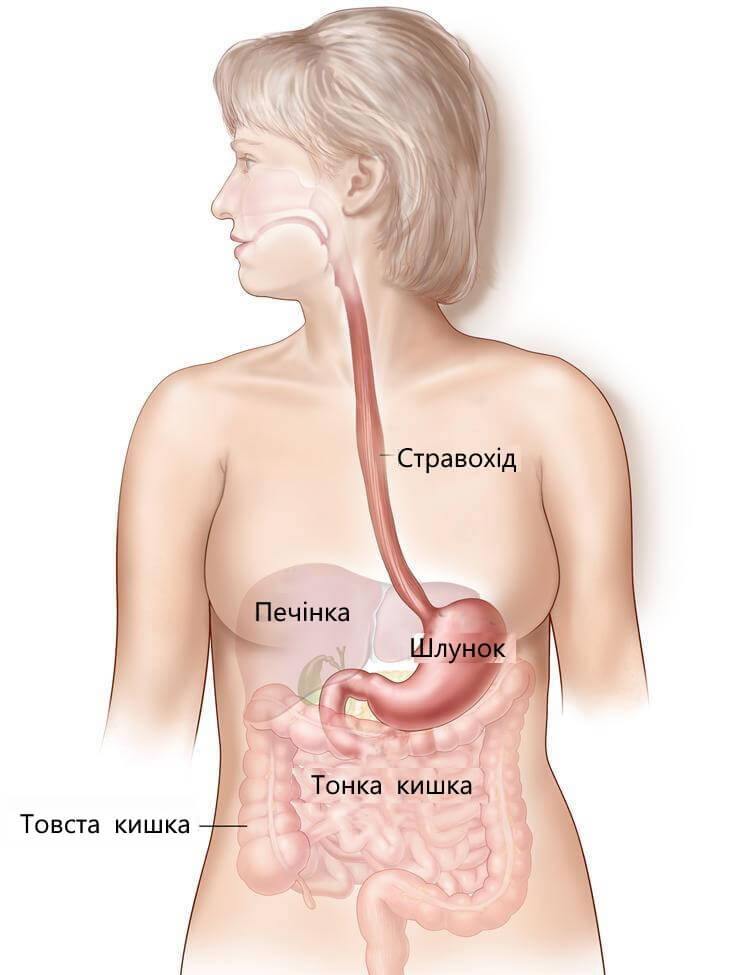 Стравохід
Печінка
Шлунок
Тонка кишка
Товста кишка